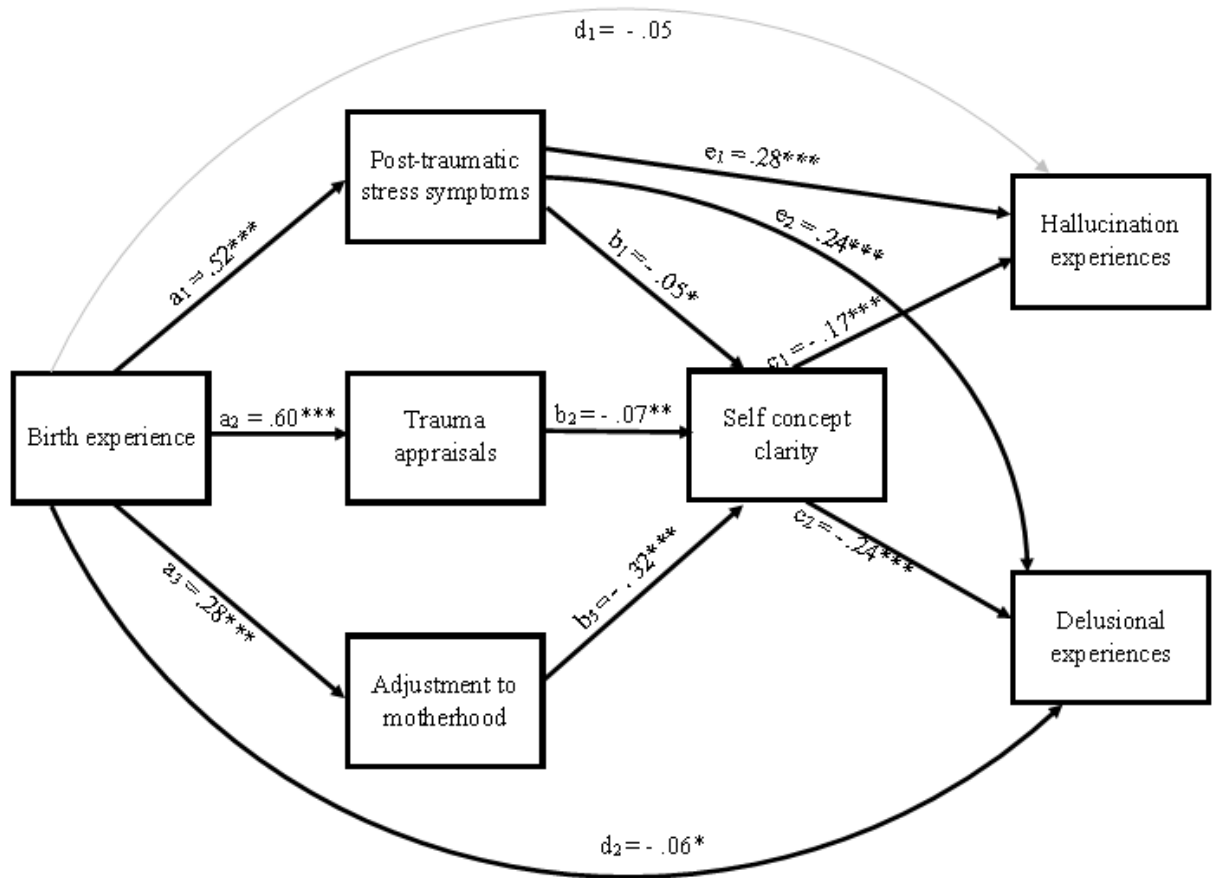 d₁ = - .05
Post-traumatic
stress symptoms
e₁ = .28***
Hallucination
experiences
e₂ = .24***
a₁ = .52***
b₁ = - .05*
c₁ = - .17***
Birth experience
a₂ = .60***
Trauma
appraisals
b₂ = - .07**
Self concept
clarity
a₃ = .28***
b₃ = - .32***
c₂ = - .24***
Delusional
experiences
Adjustment to
motherhood
d₂ = - .06*